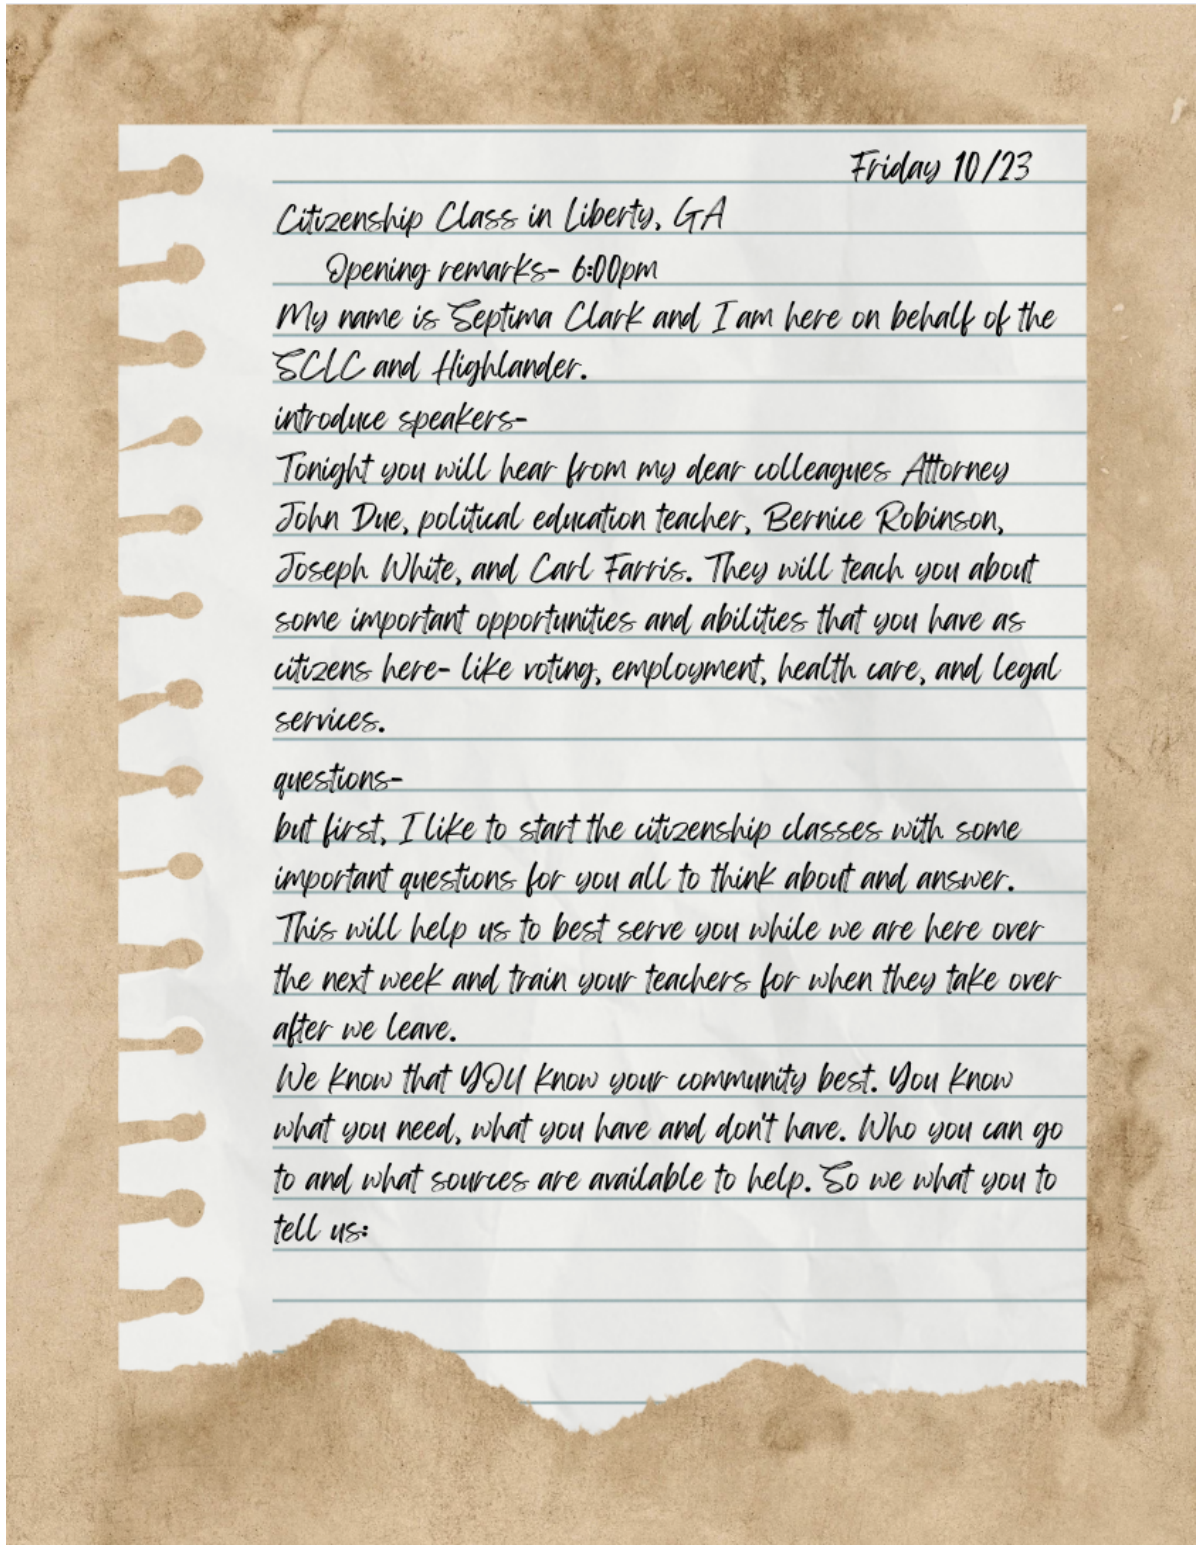 Friday 10/23
Citizenship Class in Liberty, GA
Opening remarks- 6:00pm
My name is Septima Clark and I am here on behalf of the
SCLC and Highlander.
introduce speakers-
Tonight you will hear from my dear colleagues Attorney
John Due, political education teacher, Bernice Robinson,
Joseph White, and Carl Farris. They will teach you about
some important opportunities and abilities that you have as
citizens here- like voting, employment, health care, and legal
services.
questions-
but first, I like to start the citizenship classes with some
important questions for you all to think about and answer.
This will help us to best serve you while we are here over
the next week and train your teachers for when they take over
after we leave.
We know that YOU know your community best. You know
what you need, what you have and don't have. Who you can go
to and what sources are available to help. So we what you to
tell us: